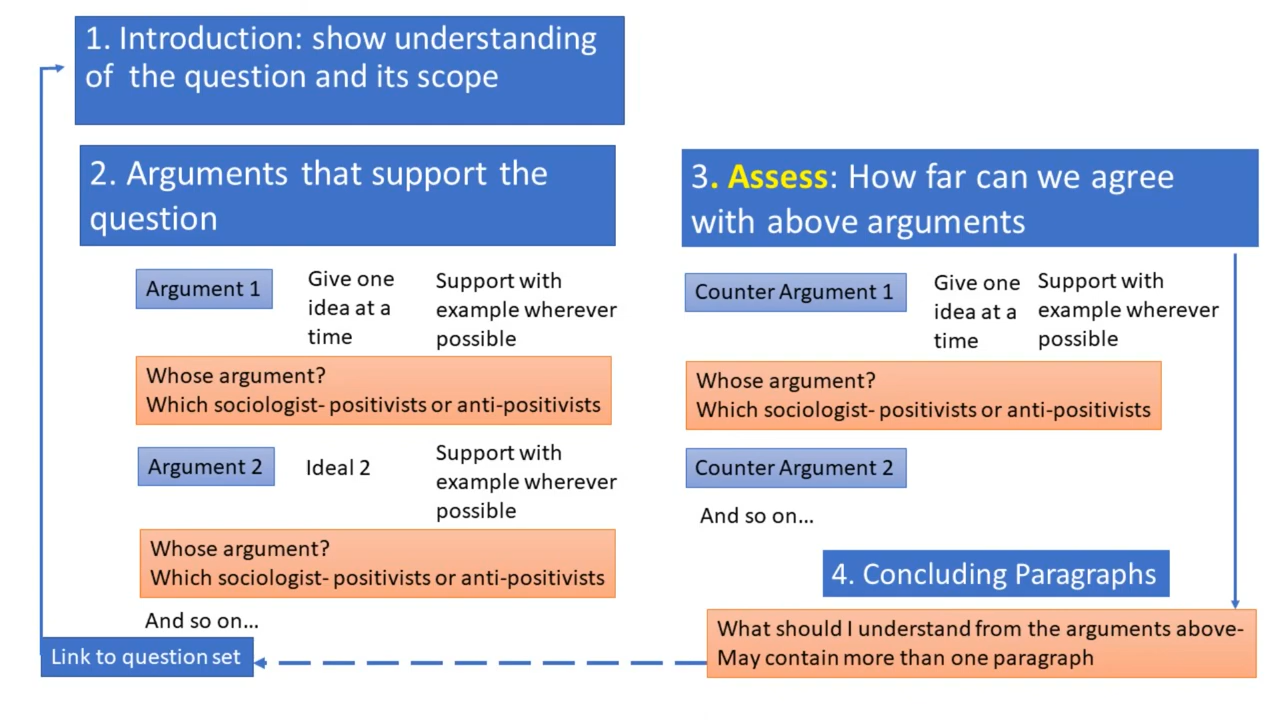 1. Introduction: show understanding
of the question and its scope
2. Arguments that support the
question
Argument 1
Give one
idea at a
time
Support with
example wherever
possible
Whose argument?
Which sociologist- positivists or anti-positivists
Argument 2
Ideal 2
Support with
example wherever
possible
Whose argument?
Which sociologist- positivists or anti-positivists
And so on...
Link to question set
3. Assess: How far can we agree
with above arguments
Counter Argument 1
Give one
idea at a
time
Support with
example wherever
possible
Whose argument?
Which sociologist- positivists or anti-positivists
Counter Argument 2
And so on...
4. Concluding Paragraphs
What should I understand from the arguments above-
May contain more than one paragraph